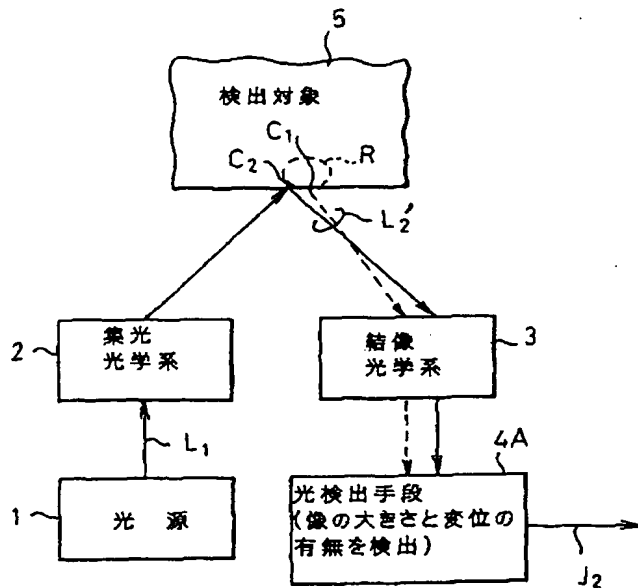 5
検出対象
C1
R
C2
L2'
2
集光
光学系
結像
光学系
3
L1
4A
1
光源
光検出手段
(像の大きさと変位の
有無を検出)
J2